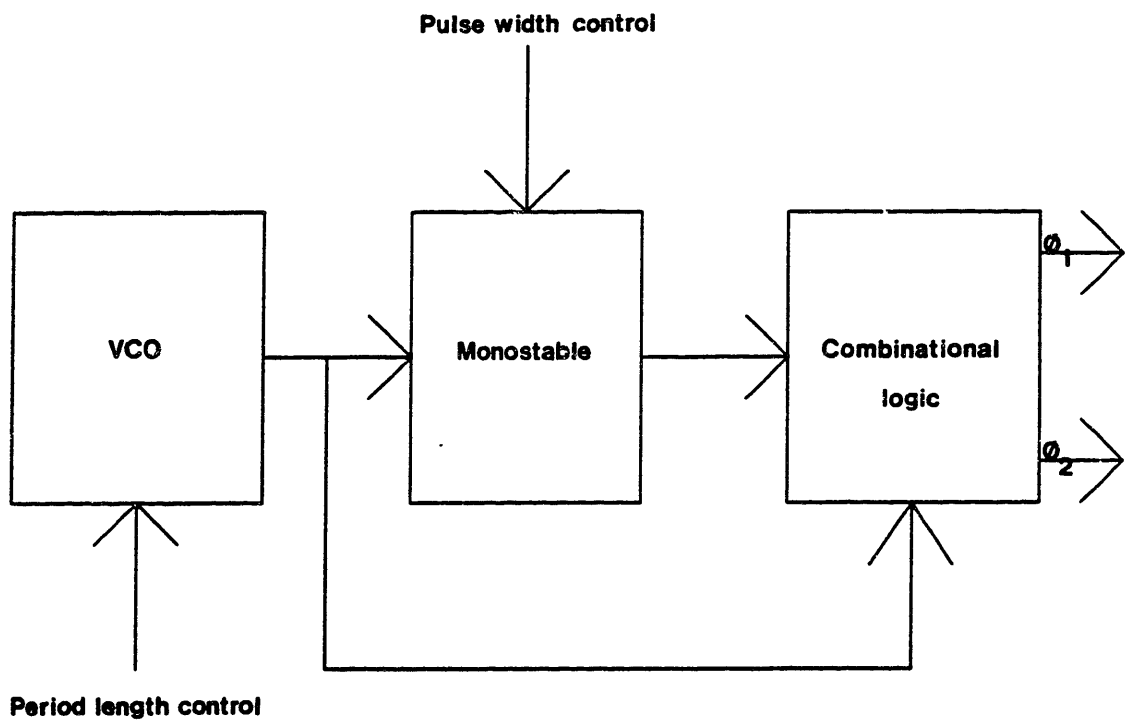 Pulse width control
VCO
Monostable
Combinational
logic
Ø1
Ø2
Period length control